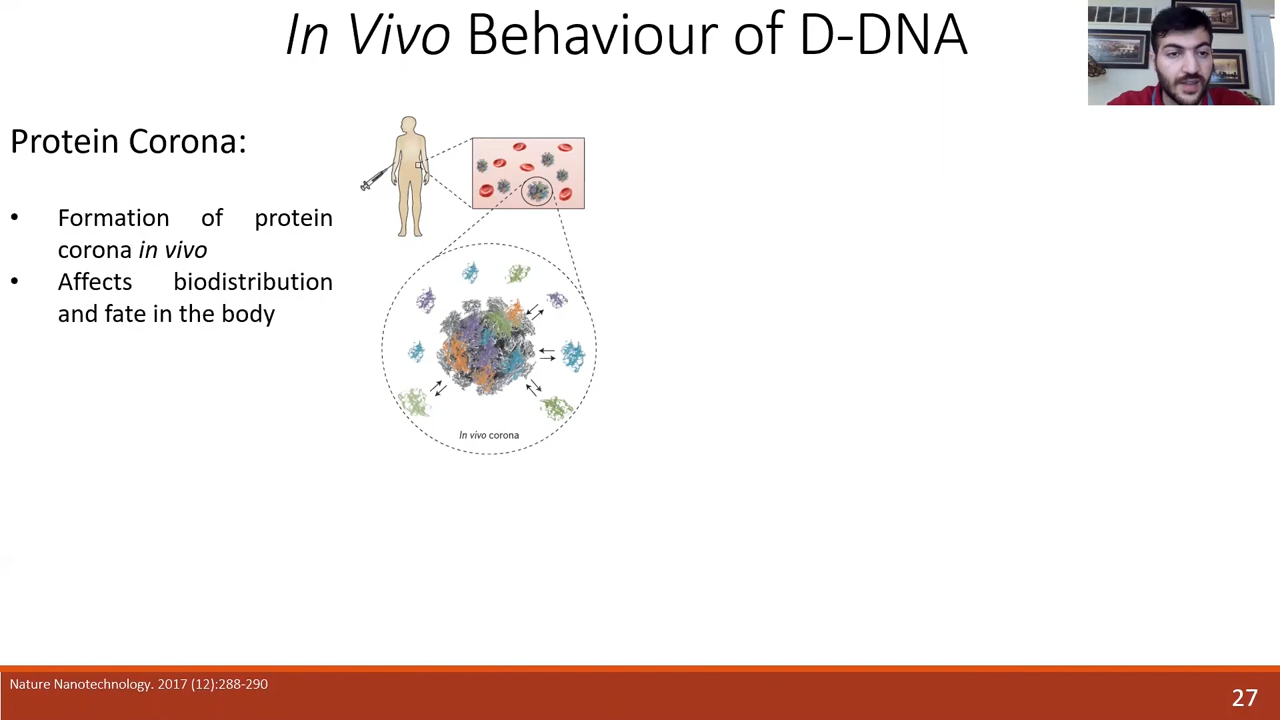 In Vivo Behaviour of D-DNA
Protein Corona:
• Formation of protein
corona in vivo
• Affects biodistribution
and fate in the body
In vivo corona
Nature Nanotechnology. 2017 (12):288-290
27